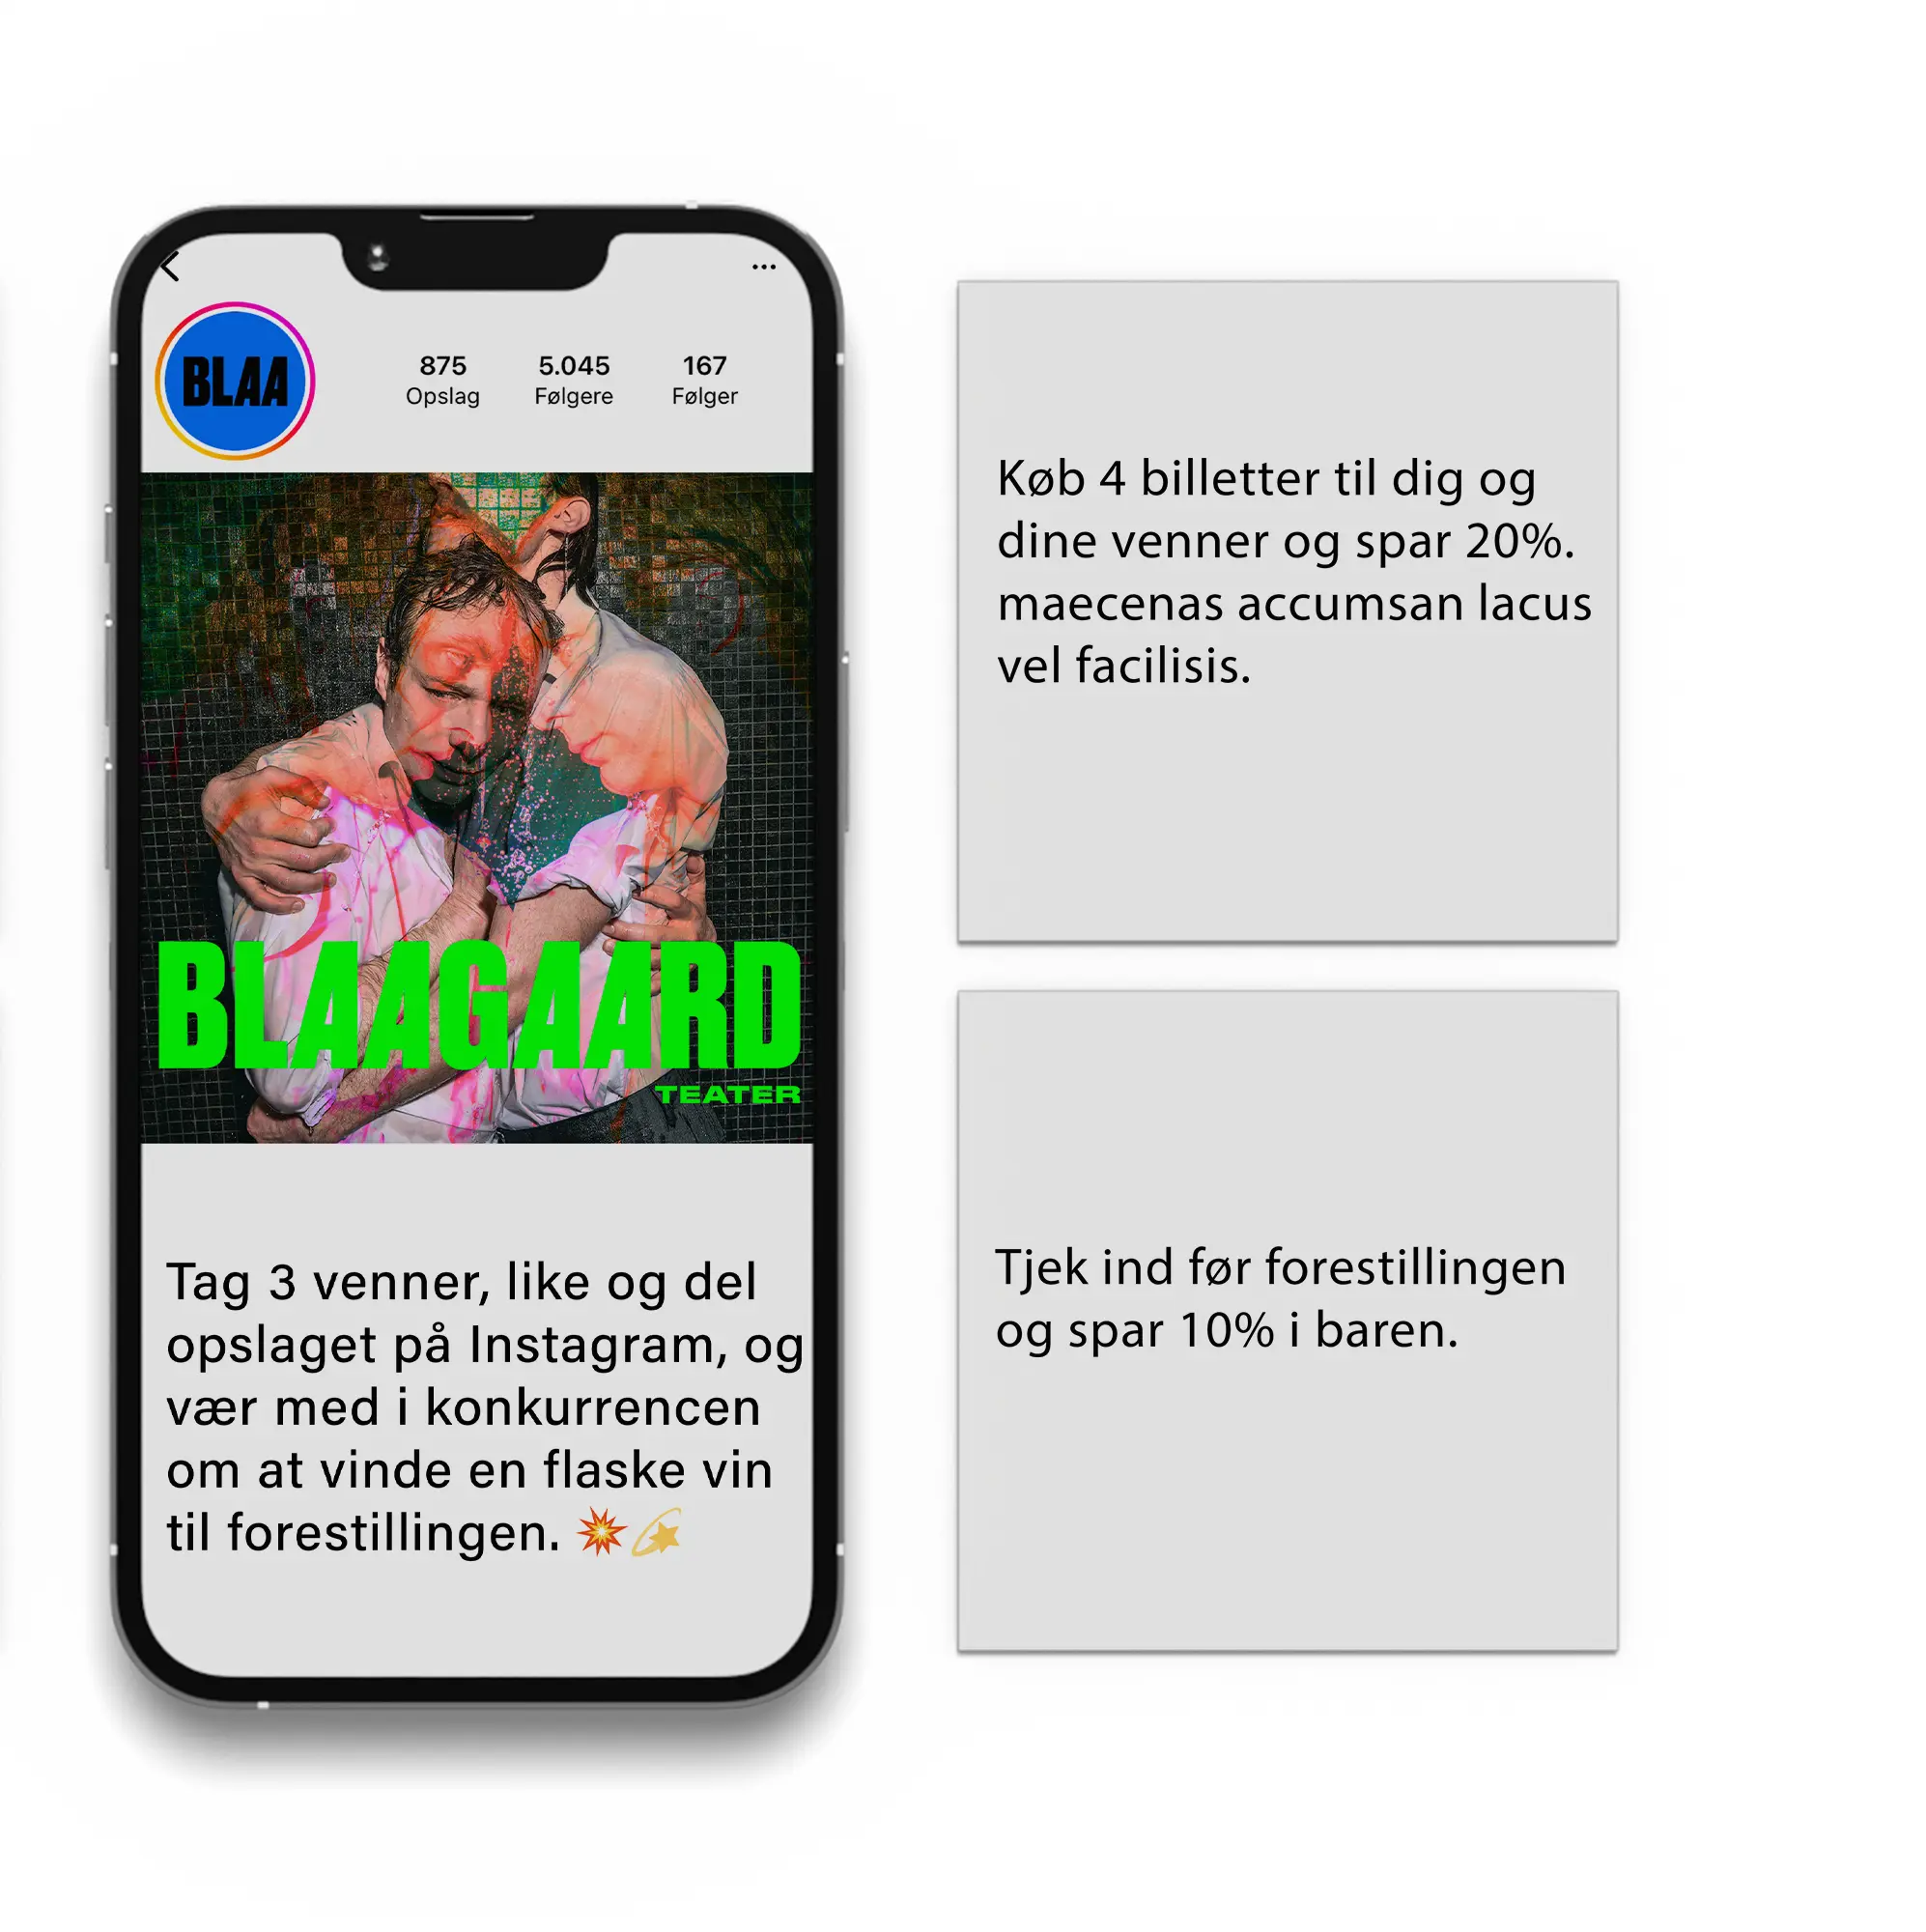 BLAA
875
5.045
167
Opslag
Følgere
Følger
BLAAGAARD
TEATER
Tag 3 venner, like og del
opslaget på Instagram, og
vær med i konkurrencen
om at vinde en flaske vin
til forestillingen. 💥💫
Køb 4 billetter til dig og
dine venner og spar 20%.
maecenas accumsan lacus
vel facilisis.
Tjek ind før forestillingen
og spar 10% i baren.